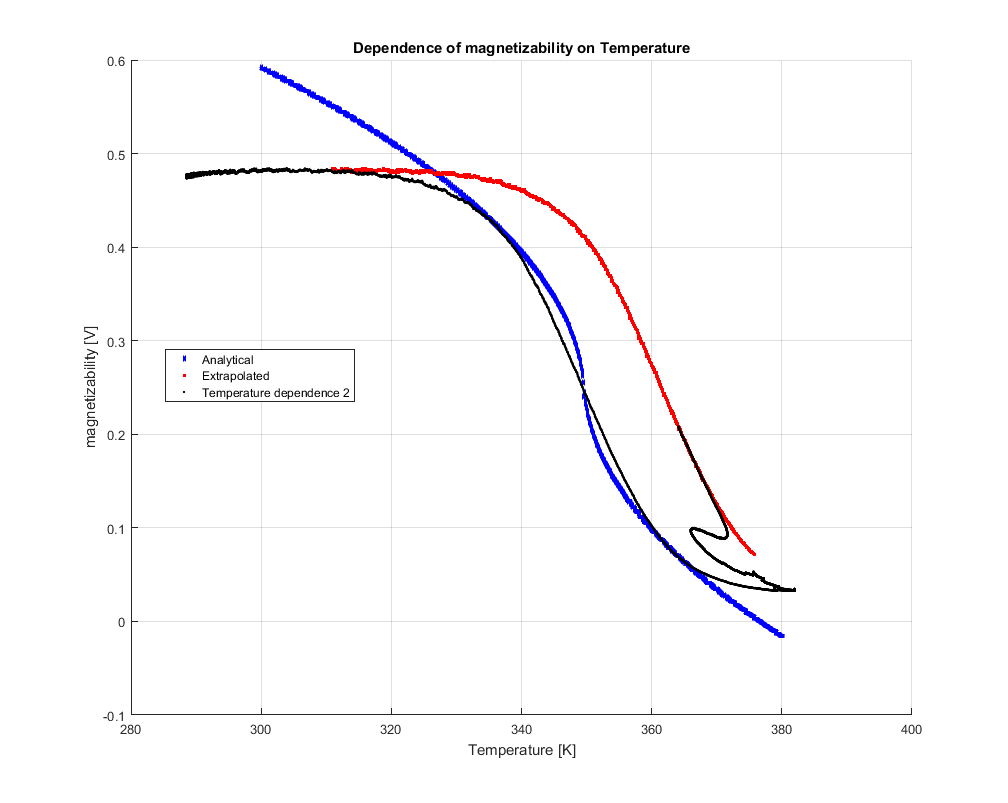 Dependence of magnetizability on Temperature
0.6
0.5
0.4
0.3
0.2
0.1
0
-0.1
magnetizability [V]
Analytical
Extrapolated
Temperature dependence 2
280
300
320
340
360
380
400
Temperature [K]